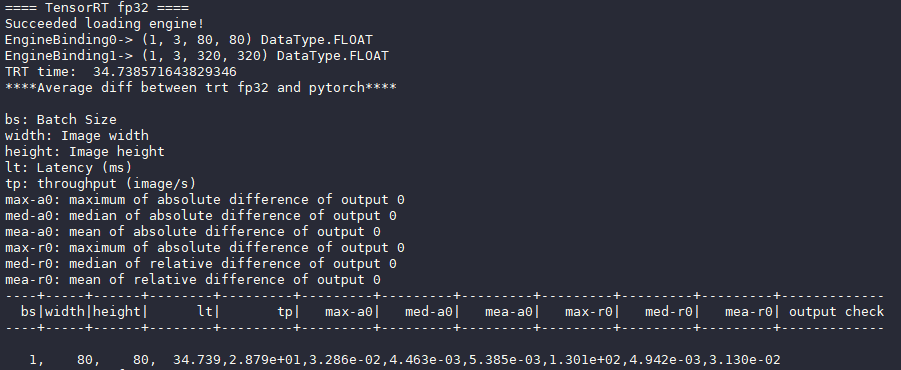 ==== TensorRT fp32 ====
Succeeded loading engine!
EngineBinding0-> (1, 3, 80, 80) DataType.FLOAT
EngineBinding1-> (1, 3, 320, 320) DataType.FLOAT
TRT time:  34.738571643829346
****Average diff between trt fp32 and pytorch****
bs: Batch Size
width: Image width
height: Image height
lt: Latency (ms)
tp: throughput (image/s)
max-a0: maximum of absolute difference of output 0
med-a0: median of absolute difference of output 0
mea-a0: mean of absolute difference of output 0
max-r0: maximum of absolute difference of output 0
med-r0: median of relative difference of output 0
mea-r0: mean of relative difference of output 0
----+-----+------+--------+---------+---------+---------+---------+---------+---------+---------+-------------
  bs|width|height|      lt|       tp|   max-a0|   med-a0|   mea-a0|   max-r0|   med-r0|   mea-r0| output check
----+-----+------+--------+---------+---------+---------+---------+---------+---------+---------+-------------
   1,    80,    80,  34.739,2.879e+01,3.286e-02,4.463e-03,5.385e-03,1.301e+02,4.942e-03,3.130e-02